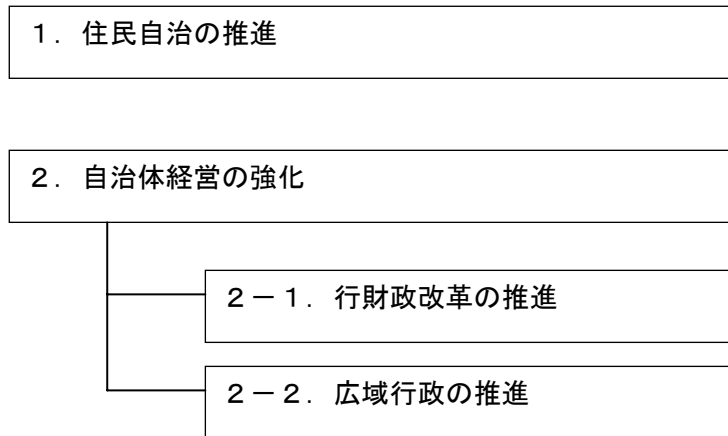 １．住民自治の推進
２．自治体経営の強化
２－１．行財政改革の推進
２－２．広域行政の推進